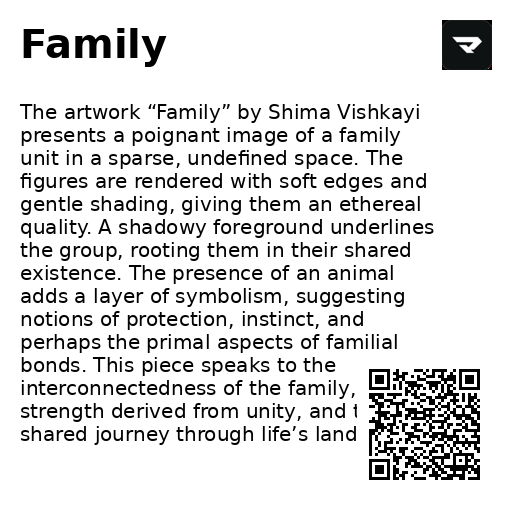 Family
The artwork “Family” by Shima Vishkayi
presents a poignant image of a family
unit in a sparse, undefined space. The
figures are rendered with soft edges and
gentle shading, giving them an ethereal
quality. A shadowy foreground underlines
the group, rooting them in their shared
existence. The presence of an animal
adds a layer of symbolism, suggesting
notions of protection, instinct, and
perhaps the primal aspects of familial
bonds. This piece speaks to the
interconnectedness of the family,
strength derived from unity, and
shared journey through life’s land